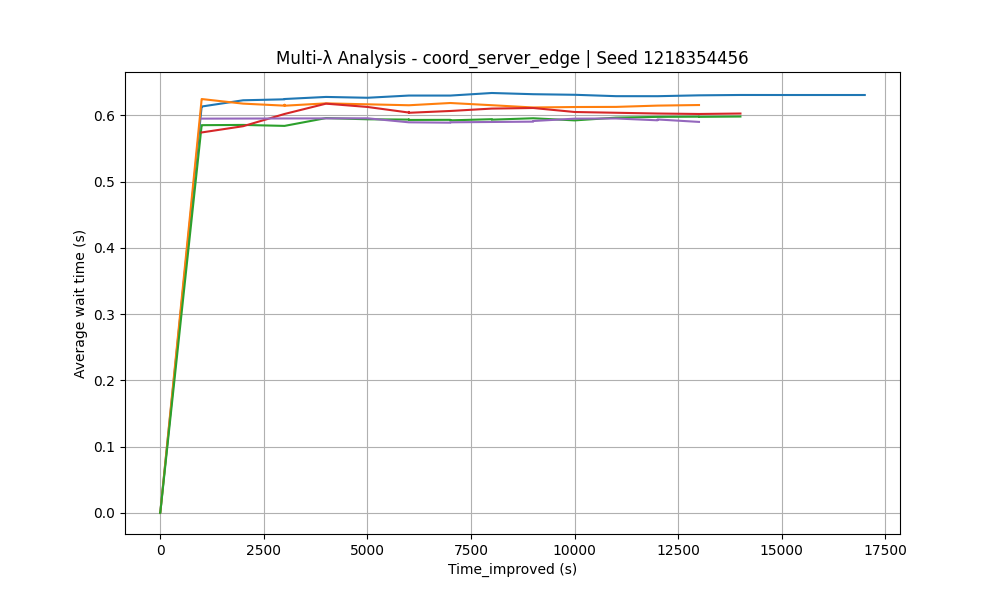 Multi-λ Analysis - coord_server_edge | Seed 1218354456
Average wait time (s)
0.6
0.5
0.4
0.3
0.2
0.1
0.0
0 2500 5000 7500 10000 12500 15000 17500
Time_improved (s)